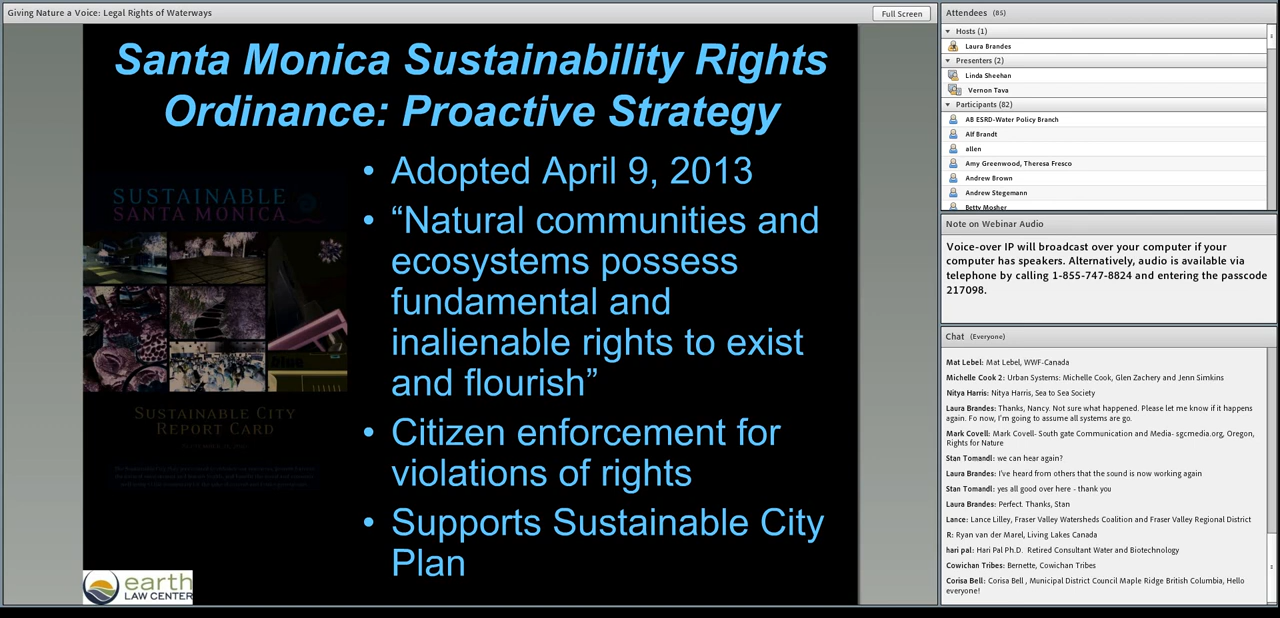 Giving Nature a Voice: Legal Rights of Waterways
Full Screen
Santa Monica Sustainability Rights
Ordinance: Proactive Strategy
SUSTAINABLE
SANTA MONICA
SUSTAINABLE CITY
REPORT CARD
• Adopted April 9, 2013
• “Natural communities and
ecosystems possess
fundamental and
inalienable rights to exist
and flourish”
• Citizen enforcement for
violations of rights
• Supports Sustainable City
Plan
earth
LAW CENTER
Attendees (85)
Hosts (1)
Laura Brandes
Presenters (2)
Linda Sheehan
Vernon Tava
Participants (82)
AB ESRD-Water Policy Branch
Alf Brandt
allen
Amy Greenwood, Theresa Fresco
Andrew Brown
Andrew Stegemann
Betty Mosher
Note on Webinar Audio
Voice-over IP will broadcast over your computer if your
computer has speakers. Alternatively, audio is available via
telephone by calling 1-855-747-8824 and entering the passcode
217098.
Chat (Everyone)
Mat Lebel: Mat Lebel, WWF-Canada
Michelle Cook 2: Urban Systems: Michelle Cook, Glen Zachery and Jenn Simkins
Nitya Harris: Nitya Harris, Sea to Sea Society
Laura Brandes: Thanks, Nancy. Not sure what happened. Please let me know if it happens
again. Fo now, I'm going to assume all systems are go.
Mark Covell: Mark Covell- South gate Communication and Media- sgcmedia.org, Oregon,
Rights for Nature
Stan Tomandl: we can hear again?
Laura Brandes: I've heard from others that the sound is now working again
Stan Tomandl: yes all good over here - thank you
Laura Brandes: Perfect. Thanks, Stan
Lance: Lance Lilley, Fraser Valley Watersheds Coalition and Fraser Valley Regional District
R: Ryan van der Marel, Living Lakes Canada
hari pal: Hari Pal Ph.D. Retired Consultant Water and Biotechnology
Cowichan Tribes: Bernette, Cowichan Tribes
Corisa Bell: Corisa Bell , Municipal District Council Maple Ridge British Columbia, Hello
everyone!